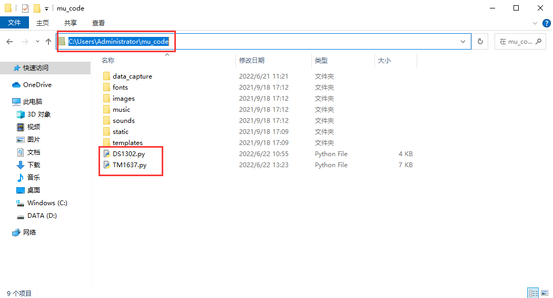 mu_code
文件
主页
共享
查看
C:\Users\Administrator\mu_code
在 mu_co...
名称
修改日期
类型
大小
快速访问
OneDrive
此电脑
3D 对象
视频
图片
文档
下载
音乐
桌面
Windows (C:)
DATA (D:)
网络
data_capture 2022/6/21 11:21 文件夹
fonts 2021/9/18 17:12 文件夹
images 2021/9/18 17:12 文件夹
music 2021/9/18 17:12 文件夹
sounds 2021/9/18 17:12 文件夹
static 2021/9/18 17:09 文件夹
templates 2021/9/18 17:09 文件夹
DS1302.py 2022/6/22 10:55 Python File 4 KB
TM1637.py 2022/6/22 13:23 Python File 7 KB
9 个项目